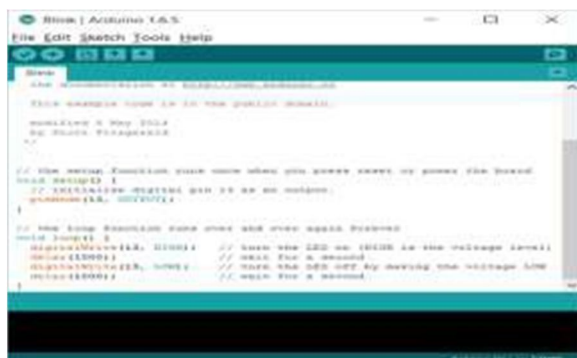 Blink | Arduino 1.6.5
File Edit Sketch Tools Help
Blink
the documentation at
This example code is in the public domain.
modified 8 May 2014
by Scott Fitzgerald
*/
// the setup function runs once when you press reset or power the board
void setup() {
// initialize digital pin 13 as an output.
pinMode(13, OUTPUT);
}
// the loop function runs over and over again forever
void loop() {
digitalWrite(13, HIGH); // turn the LED on (HIGH is the voltage level)
delay(1000); // wait for a second
digitalWrite(13, LOW); // turn the LED off by making the voltage LOW
delay(1000); // wait for a second
}